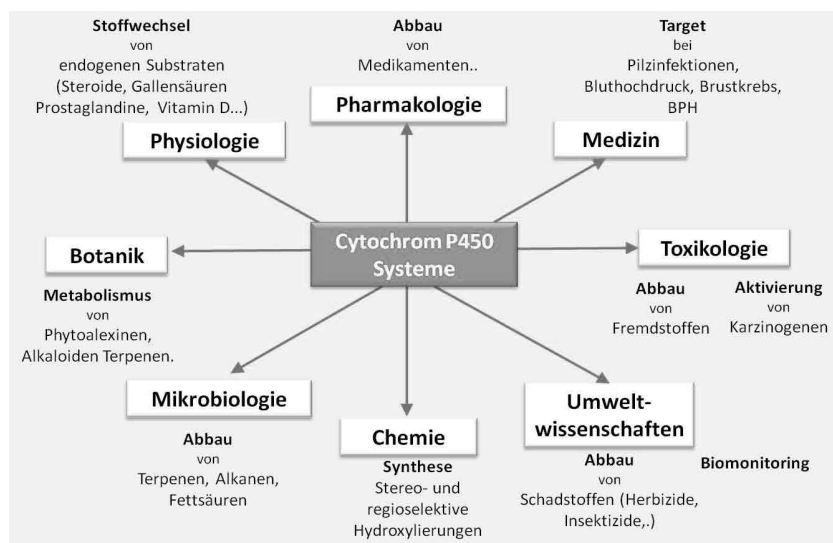 Stoffwechsel
von
endogenen Substraten
(Steroide, Gallensäuren
Prostaglandine, Vitamin D...)
Physiologie
Abbau
von
Medikamenten..
Pharmakologie
Target
bei
Pilzinfektionen,
Bluthochdruck, Brustkrebs,
BPH
Medizin
Cytochrom P450
Systeme
Botanik
Metabolismus
von
Phytoalexinen,
Alkaloiden Terpenen.
Toxikologie
Abbau
von
Fremdstoffen
Aktivierung
von
Karzinogenen
Mikrobiologie
Abbau
von
Terpenen, Alkanen,
Fettsäuren
Chemie
Synthese
Stereo- und
regioselektive
Hydroxylierungen
Umwelt-
wissenschaften
Abbau
von
Schadstoffen (Herbizide,
Insektizide,.)
Biomonitoring